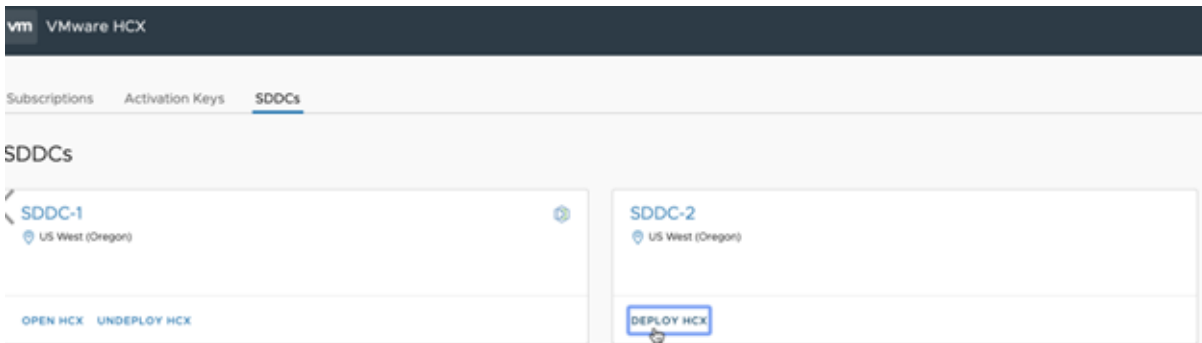 vm VMware HCX
Subscriptions Activation Keys SDDCs
SDDCs
SDDC-1
US West (Oregon)
OPEN HCX UNDEPLOY HCX
SDDC-2
US West (Oregon)
DEPLOY HCX